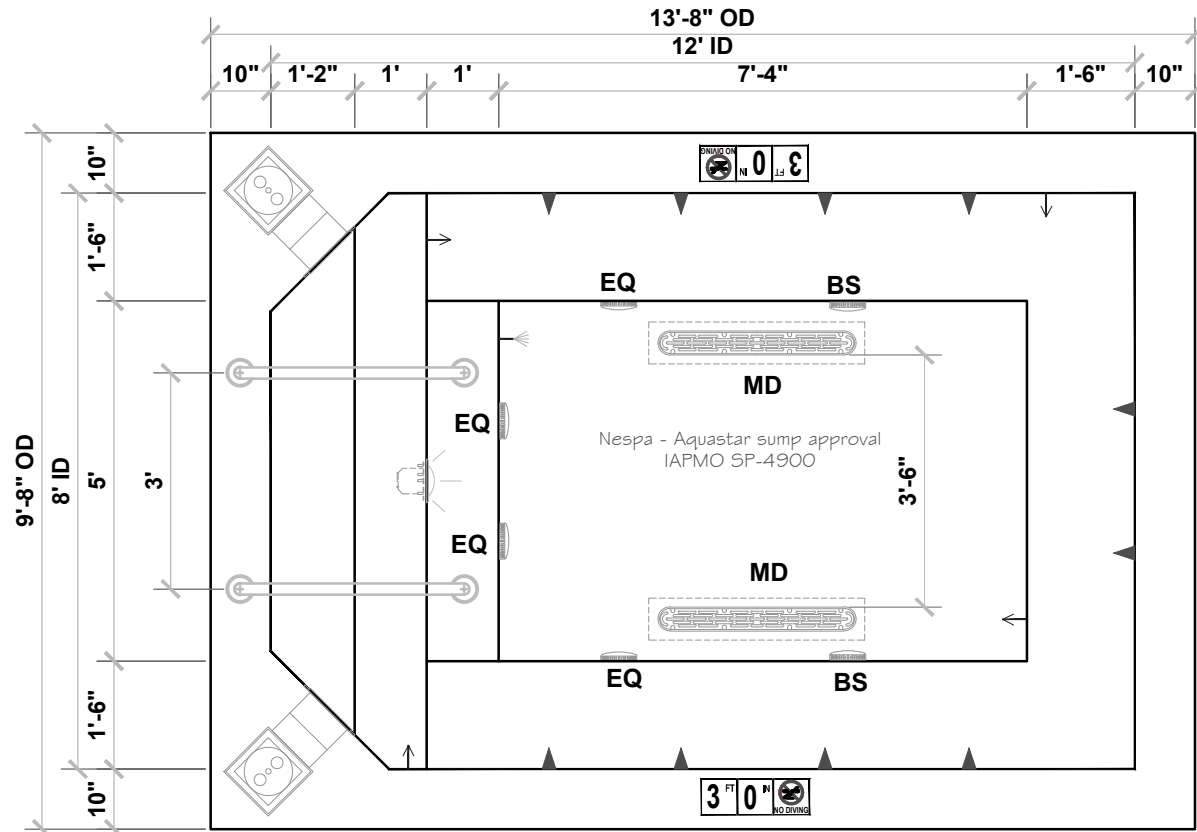 13'-8" OD
12' ID
10" 1'-2" 1' 1' 7'-4" 1'-6" 10"
NO DIVING 0 IN 3 FT
10"
1'-6"
EQ BS
MD
9'-8" OD 8' ID 5' 3'
EQ
Nespa - Aquastar sump approval
IAPMO SP-4900
3'-6"
EQ
MD
EQ BS
1'-6"
10"
3 FT 0 IN NO DIVING